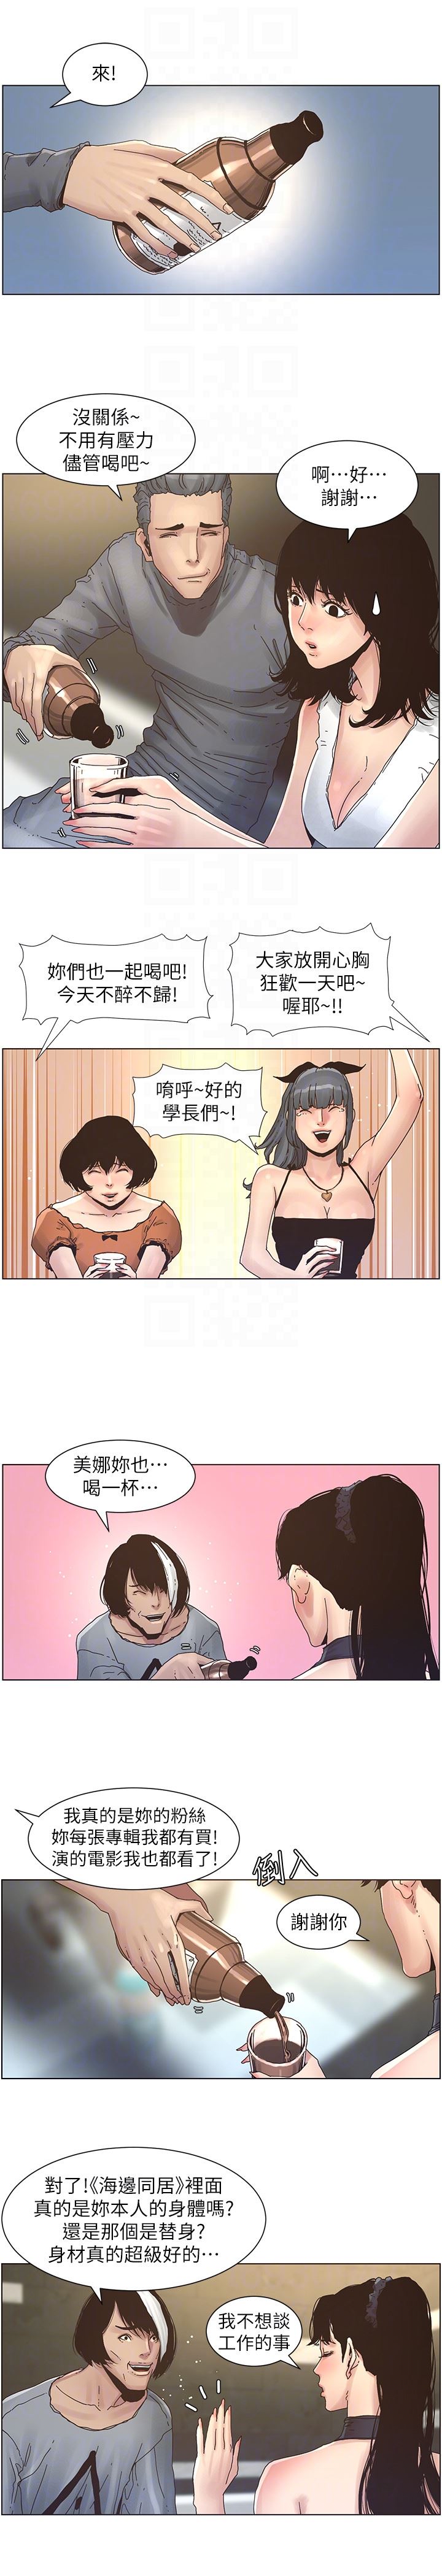 來!
沒關係~
不用有壓力
儘管喝吧~
啊…好…
謝謝…
妳們也一起喝吧!
今天不醉不歸!
大家放開心胸
狂歡一天吧~
喔耶~!!
唷呼~好的
學長們~!
美娜妳也…
喝一杯…
我真的是妳的粉絲
妳每張專輯我都有買!
演的電影我也都看了!
倒入
謝謝你
對了!《海邊同居》裡面
真的是妳本人的身體嗎?
還是那個是替身?
身材真的超級好的…
我不想談
工作的事